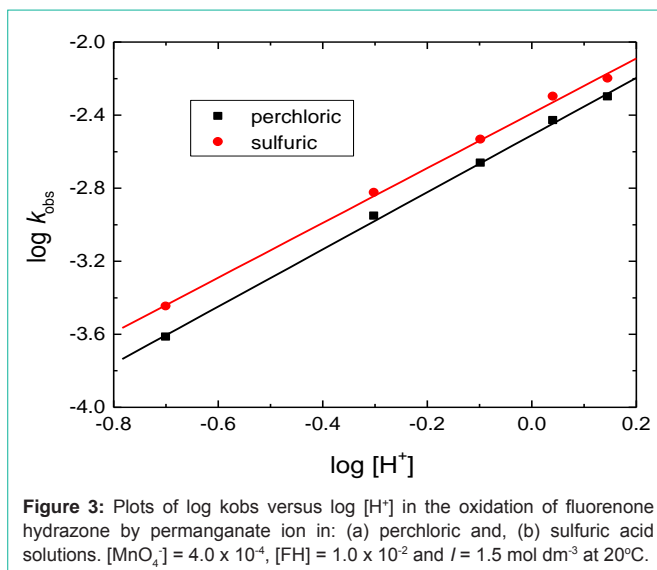 -2.0
-2.4
-2.8
-3.2
-3.6
-4.0
log k_obs
perchloric
sulfuric
-0.8 -0.6 -0.4 -0.2 0.0 0.2
log [H⁺]
Figure 3: Plots of log kobs versus log [H⁺] in the oxidation of fluorenone
hydrazone by permanganate ion in: (a) perchloric and, (b) sulfuric acid
solutions. [MnO₄⁻] = 4.0 x 10⁻⁴, [FH] = 1.0 x 10⁻² and I = 1.5 mol dm⁻³ at 20°C.